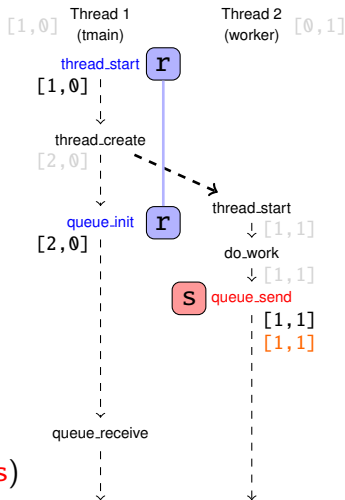 Thread 1 Thread 2
[1,0] (tmain) (worker) [0,1]
thread_start r
[1,0]
thread_create
[2,0]
thread_start
queue_init r [1,1]
[2,0] do_work
[1,1]
s queue_send
[1,1]
[1,1]
queue_receive
s)